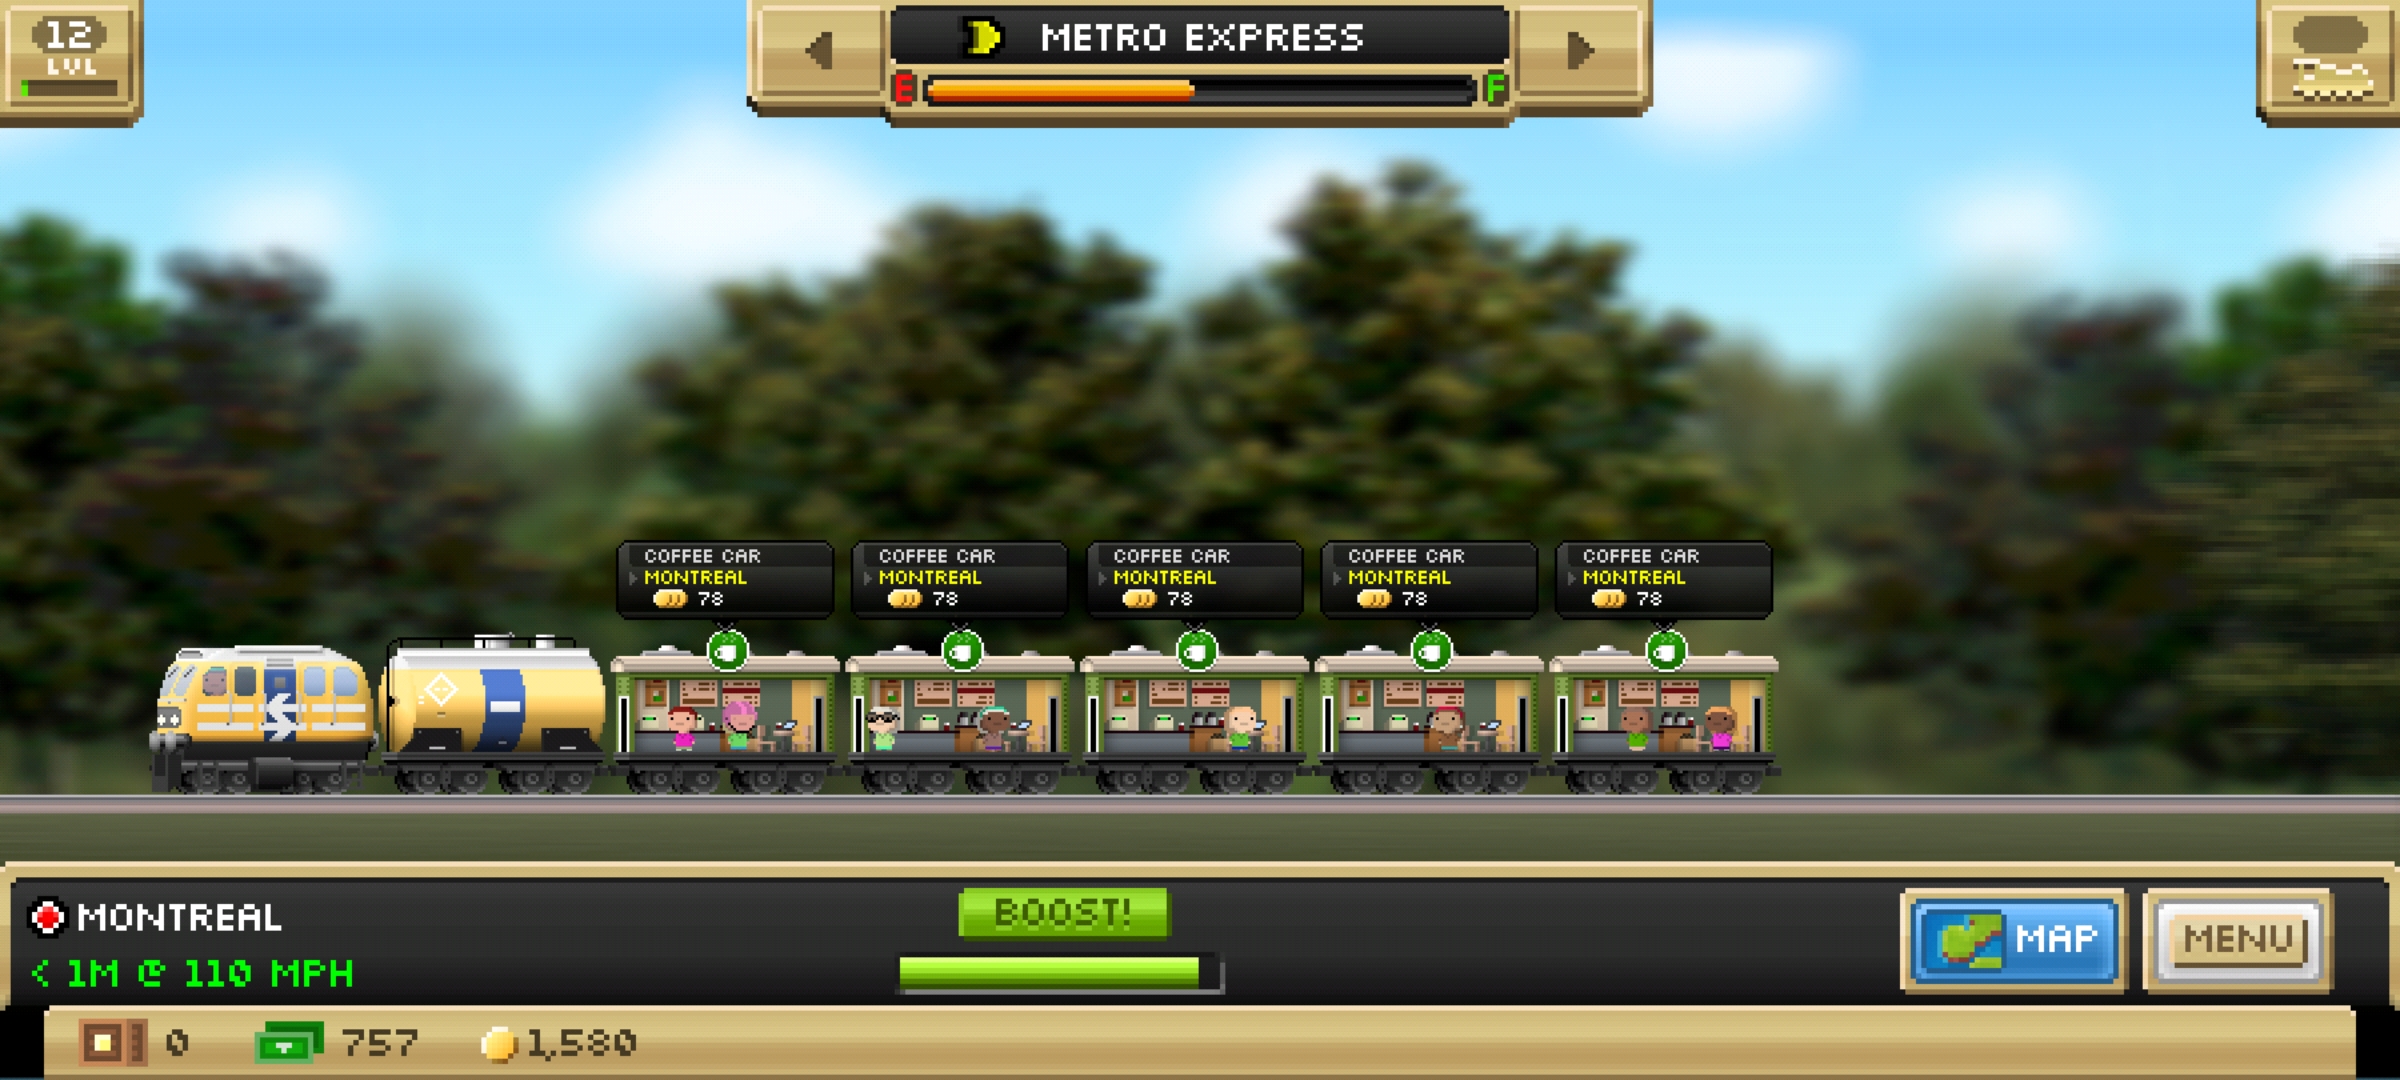 12
LVL
METRO EXPRESS
E F
COFFEE CAR
MONTREAL
78
COFFEE CAR
MONTREAL
78
COFFEE CAR
MONTREAL
78
COFFEE CAR
MONTREAL
78
COFFEE CAR
MONTREAL
78
MONTREAL
< 1M @ 110 MPH
BOOST!
MAP
MENU
0
757
1,580